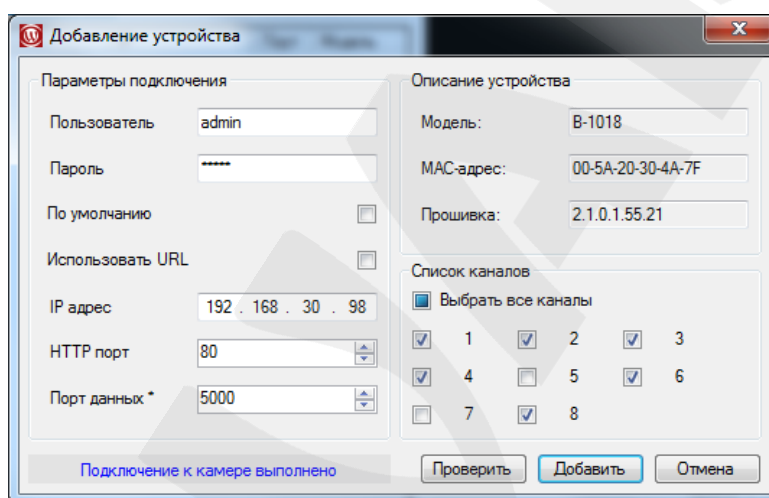 Добавление устройства
Параметры подключения
Пользователь admin
Пароль *****
По умолчанию
Использовать URL
IP адрес 192 . 168 . 30 . 98
HTTP порт 80
Порт данных * 5000
Подключение к камере выполнено
Описание устройства
Модель: B-1018
MAC-адрес: 00-5A-20-30-4A-7F
Прошивка: 2.1.0.1.55.21
Список каналов
Выбрать все каналы
1 2 3
4 5 6
7 8
Проверить Добавить Отмена